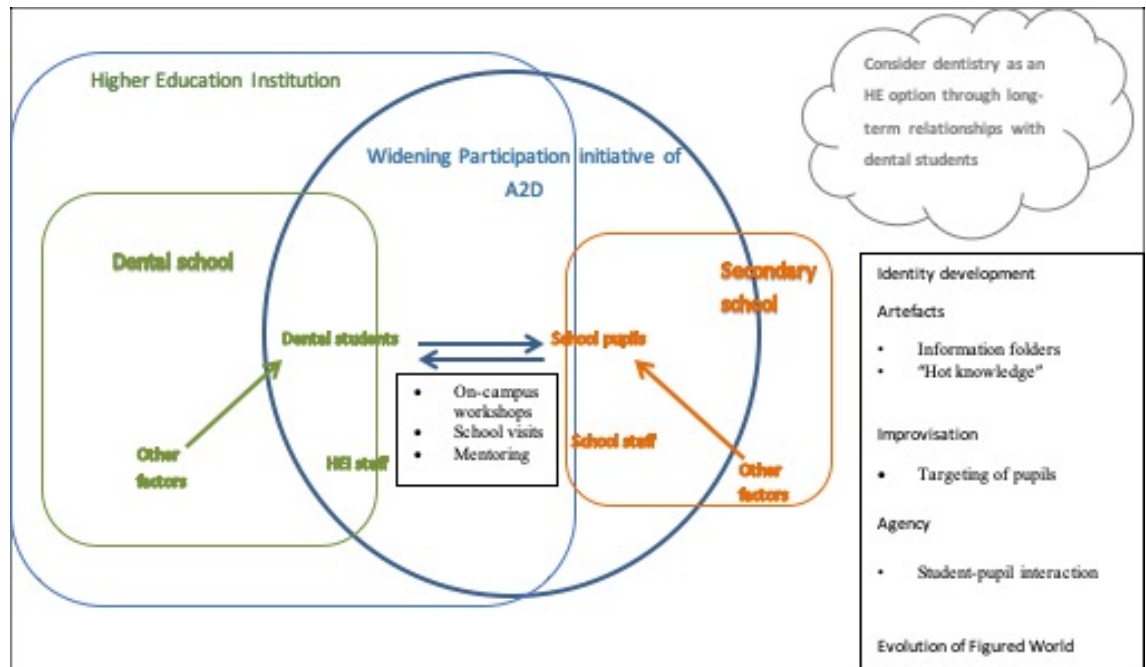 Higher Education Institution
Widening Participation initiative of
A2D
Consider dentistry as an
HE option through long-
term relationships with
dental students
Dental school
Secondary
school
Dental students
School pupils
• On-campus
workshops
• School visits
• Mentoring
Other
factors
HEI staff
School staff
Other
factors
Identity development
Artefacts
• Information folders
• "Hot knowledge"
Improvisation
• Targeting of pupils
Agency
• Student-pupil interaction
Evolution of Figured World